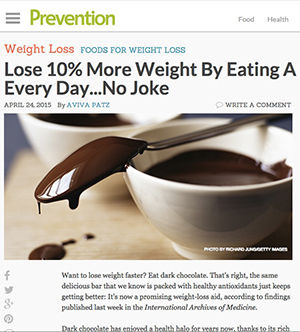 Prevention
Food Health
Weight Loss FOODS FOR WEIGHT LOSS
Lose 10% More Weight By Eating A
Every Day...No Joke
APRIL 24, 2015 By AVIVA PATZ WRITE A COMMENT
PHOTO BY RICHARD JUNG/GETTY IMAGES
Want to lose weight faster? Eat dark chocolate. That's right, the same
delicious bar that we know is packed with healthy antioxidants just keeps
getting better: It's now a promising weight-loss aid, according to findings
published last week in the International Archives of Medicine.
Dark chocolate has enjoyed a health halo for years now, thanks to its rich